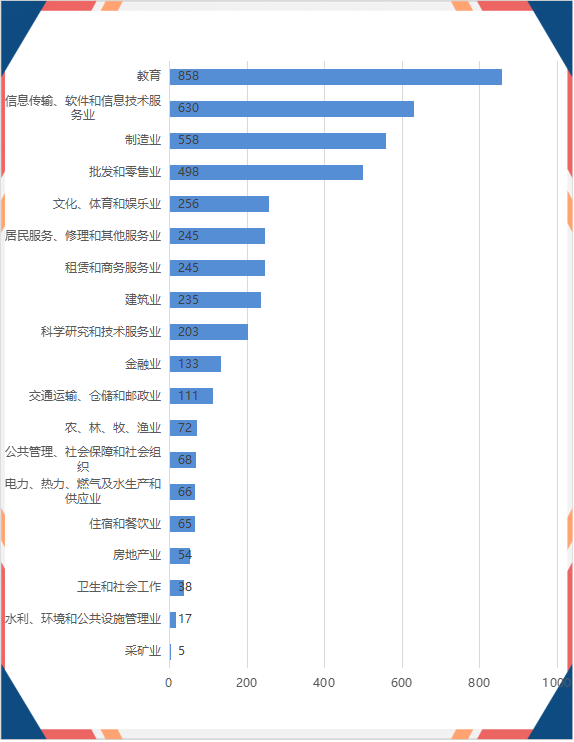 教育 858
信息传输、软件和信息技术服
务业 630
制造业 558
批发和零售业 498
文化、体育和娱乐业 256
居民服务、修理和其他服务业 245
租赁和商务服务业 245
建筑业 235
科学研究和技术服务业 203
金融业 133
交通运输、仓储和邮政业 111
农、林、牧、渔业 72
公共管理、社会保障和社会组
织 68
电力、热力、燃气及水生产和
供应业 66
住宿和餐饮业 65
房地产业 54
卫生和社会工作 38
水利、环境和公共设施管理业 17
采矿业 5
0 200 400 600 800 1000